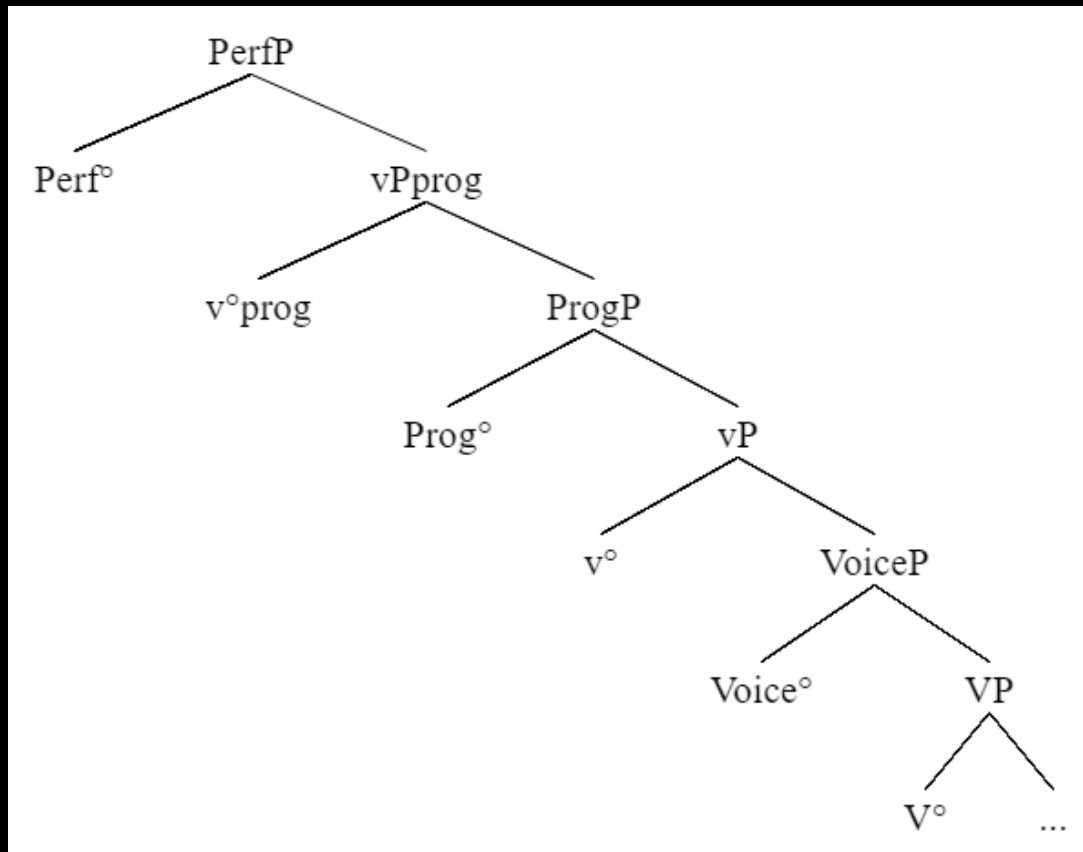 PerfP
Perf° vPprog
v°prog ProgP
Prog° vP
v° VoiceP
Voice° VP
V° ...